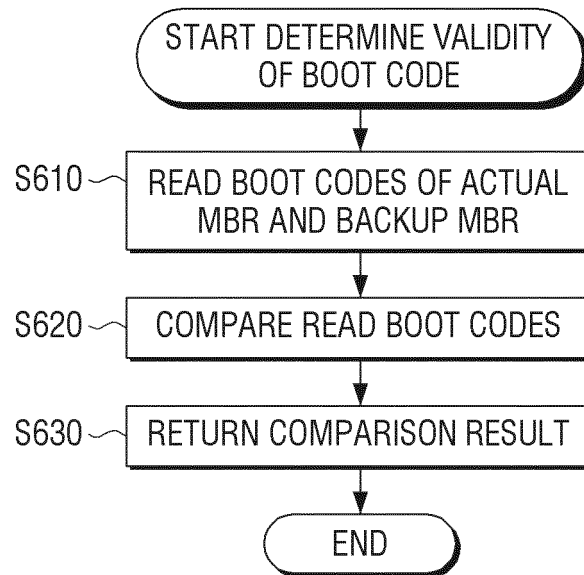 START DETERMINE VALIDITY
OF BOOT CODE
S610
READ BOOT CODES OF ACTUAL
MBR AND BACKUP MBR
S620
COMPARE READ BOOT CODES
S630
RETURN COMPARISON RESULT
END